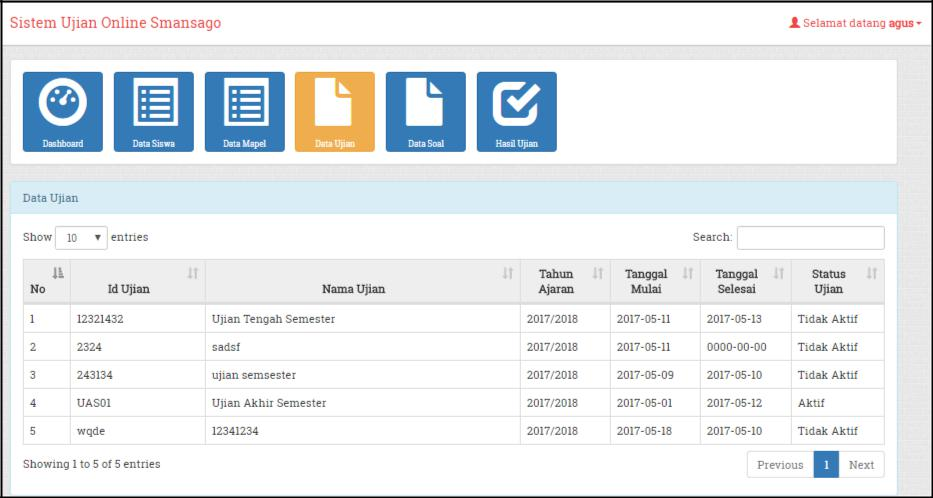 Sistem Ujian Online Smansago
Selamat datang agus
Dashboard Data Siswa Data Mapel Data Ujian Data Soal Hasil Ujian
Data Ujian
Show 10 entries Search:
No Id Ujian Nama Ujian Tahun Ajaran Tanggal Mulai Tanggal Selesai Status Ujian
1 12321432 Ujian Tengah Semester 2017/2018 2017-05-11 2017-05-13 Tidak Aktif
2 2324 sadsf 2017/2018 2017-05-11 0000-00-00 Tidak Aktif
3 243134 ujian semsester 2017/2018 2017-05-09 2017-05-10 Tidak Aktif
4 UAS01 Ujian Akhir Semester 2017/2018 2017-05-01 2017-05-12 Aktif
5 wqde 12341234 2017/2018 2017-05-18 2017-05-10 Tidak Aktif
Showing 1 to 5 of 5 entries
Previous 1 Next